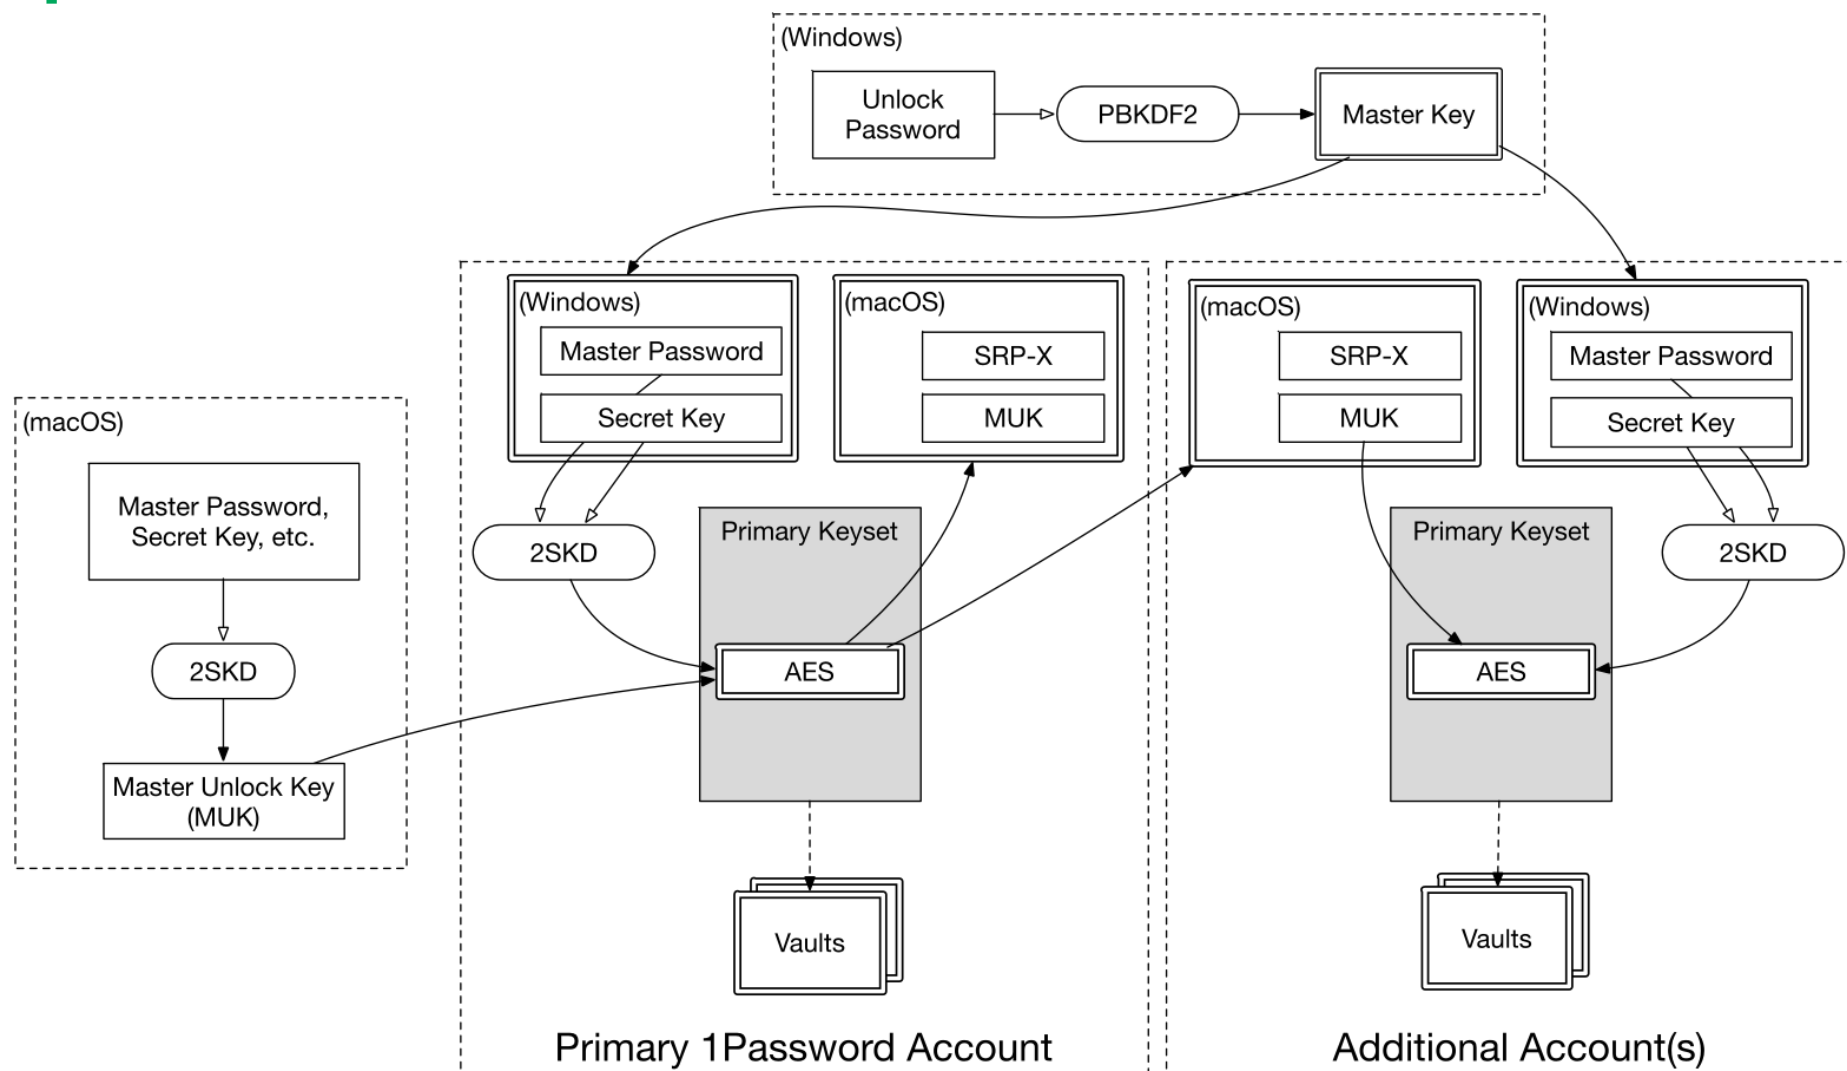 (Windows)
Unlock
Password
PBKDF2
Master Key
(macOS)
Master Password,
Secret Key, etc.
2SKD
Master Unlock Key
(MUK)
(Windows)
Master Password
Secret Key
2SKD
(macOS)
SRP-X
MUK
Primary Keyset
AES
Vaults
Primary 1Password Account
(macOS)
SRP-X
MUK
(Windows)
Master Password
Secret Key
2SKD
Primary Keyset
AES
Vaults
Additional Account(s)